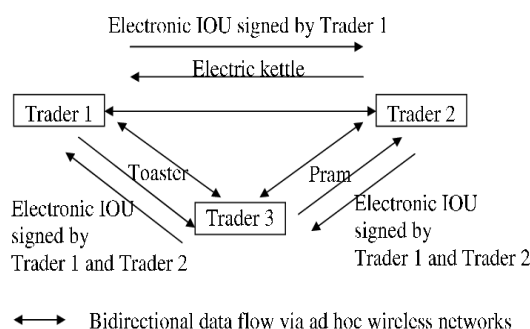 Electronic IOU signed by Trader 1
Electric kettle
Trader 1
Trader 2
Toaster
Pram
Electronic IOU
signed by
Trader 1 and Trader 2
Trader 3
Electronic IOU
signed by
Trader 1 and Trader 2
Bidirectional data flow via ad hoc wireless networks